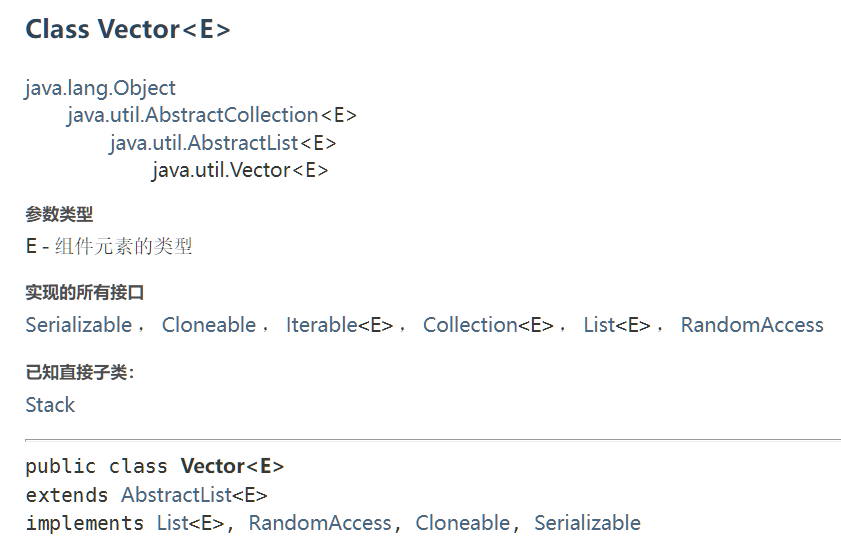 Class Vector<E>
java.lang.Object
java.util.AbstractCollection<E>
java.util.AbstractList<E>
java.util.Vector<E>
参数类型
E - 组件元素的类型
实现的所有接口
Serializable ， Cloneable ， Iterable<E> ， Collection<E> ， List<E> ， RandomAccess
已知直接子类：
Stack
public class Vector<E>
extends AbstractList<E>
implements List<E>, RandomAccess, Cloneable, Serializable